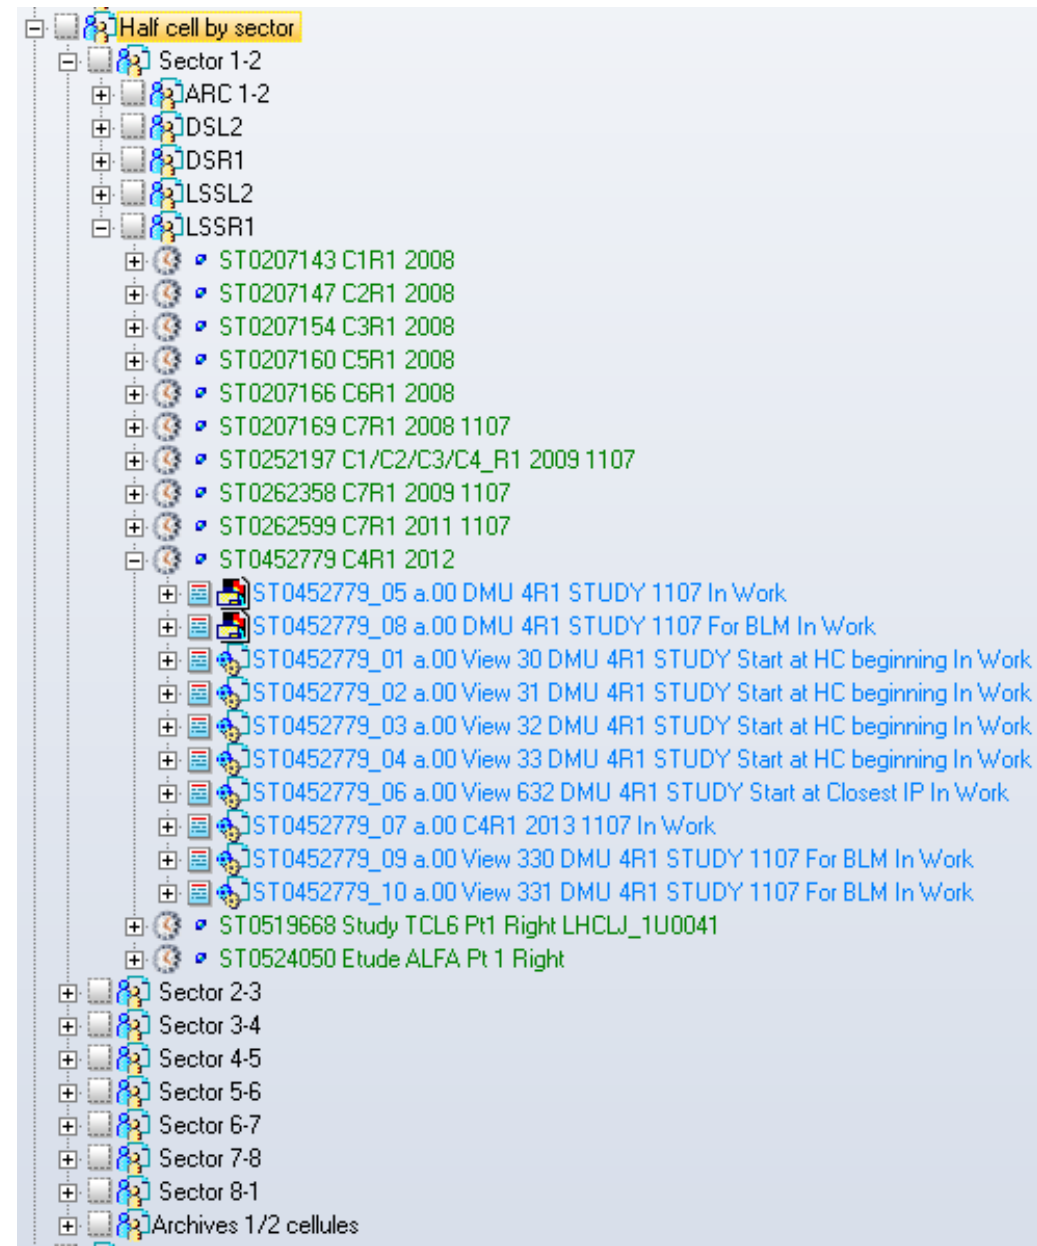 Half cell by sector
Sector 1-2
ARC 1-2
DSL2
DSR1
LSSL2
LSSR1
ST0207143 C1R1 2008
ST0207147 C2R1 2008
ST0207154 C3R1 2008
ST0207160 C5R1 2008
ST0207166 C6R1 2008
ST0207169 C7R1 2008 1107
ST0252197 C1/C2/C3/C4_R1 2009 1107
ST0262358 C7R1 2009 1107
ST0262599 C7R1 2011 1107
ST0452779 C4R1 2012
ST0452779_05 a.00 DMU 4R1 STUDY 1107 In Work
ST0452779_08 a.00 DMU 4R1 STUDY 1107 For BLM In Work
ST0452779_01 a.00 View 30 DMU 4R1 STUDY Start at HC beginning In Work
ST0452779_02 a.00 View 31 DMU 4R1 STUDY Start at HC beginning In Work
ST0452779_03 a.00 View 32 DMU 4R1 STUDY Start at HC beginning In Work
ST0452779_04 a.00 View 33 DMU 4R1 STUDY Start at HC beginning In Work
ST0452779_06 a.00 View 632 DMU 4R1 STUDY Start at Closest IP In Work
ST0452779_07 a.00 C4R1 2013 1107 In Work
ST0452779_09 a.00 View 330 DMU 4R1 STUDY 1107 For BLM In Work
ST0452779_10 a.00 View 331 DMU 4R1 STUDY 1107 For BLM In Work
ST0519668 Study TCL6 Pt1 Right LHCLJ_1U0041
ST0524050 Etude ALFA Pt 1 Right
Sector 2-3
Sector 3-4
Sector 4-5
Sector 5-6
Sector 6-7
Sector 7-8
Sector 8-1
Archives 1/2 cellules